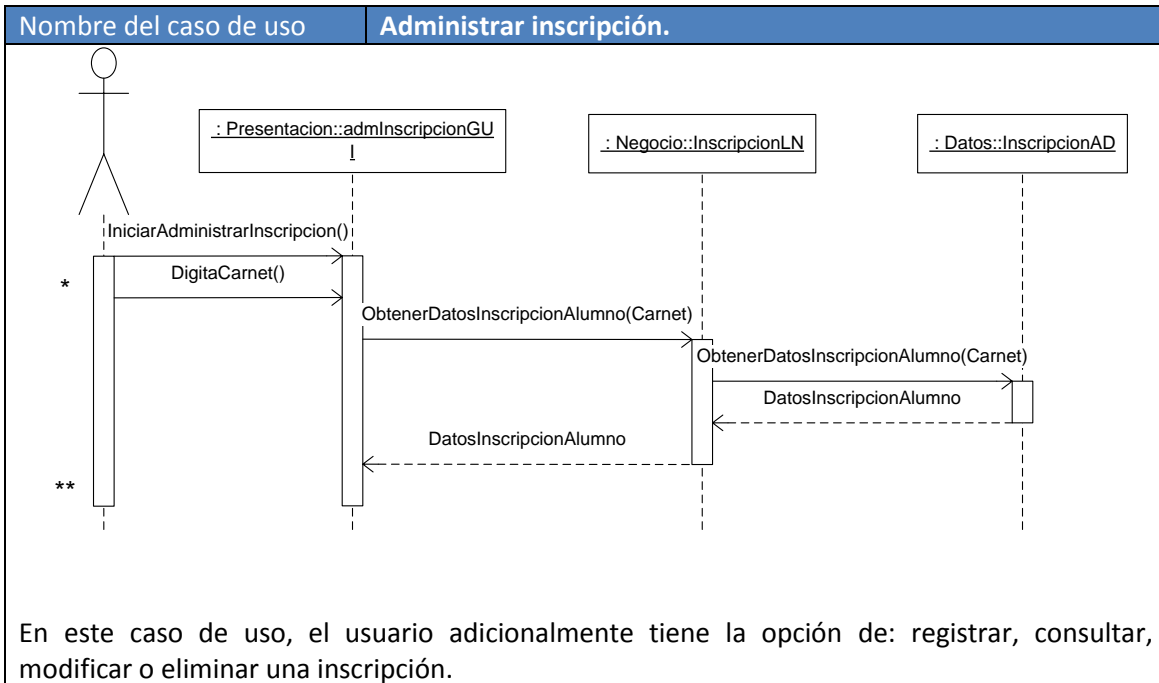 Nombre del caso de uso
Administrar inscripción.
: Presentacion::admInscripcionGU
I
: Negocio::InscripcionLN
: Datos::InscripcionAD
IniciarAdministrarInscripcion()
*
DigitaCarnet()
ObtenerDatosInscripcionAlumno(Carnet)
ObtenerDatosInscripcionAlumno(Carnet)
DatosInscripcionAlumno
DatosInscripcionAlumno
**
En este caso de uso, el usuario adicionalmente tiene la opción de: registrar, consultar,
modificar o eliminar una inscripción.